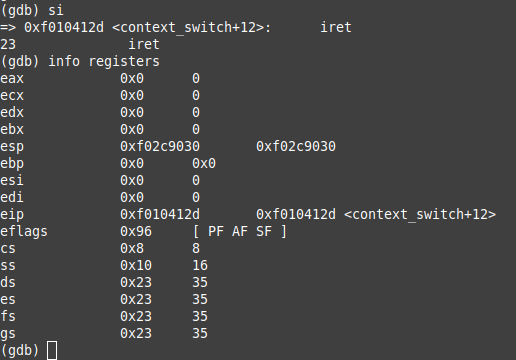 (gdb) si
=> 0xf010412d <context_switch+12>: iret
23 iret
(gdb) info registers
eax 0x0 0
ecx 0x0 0
edx 0x0 0
ebx 0x0 0
esp 0xf02c9030 0xf02c9030
ebp 0x0 0x0
esi 0x0 0
edi 0x0 0
eip 0xf010412d 0xf010412d <context_switch+12>
eflags 0x96 [ PF AF SF ]
cs 0x8 8
ss 0x10 16
ds 0x23 35
es 0x23 35
fs 0x23 35
gs 0x23 35
(gdb)